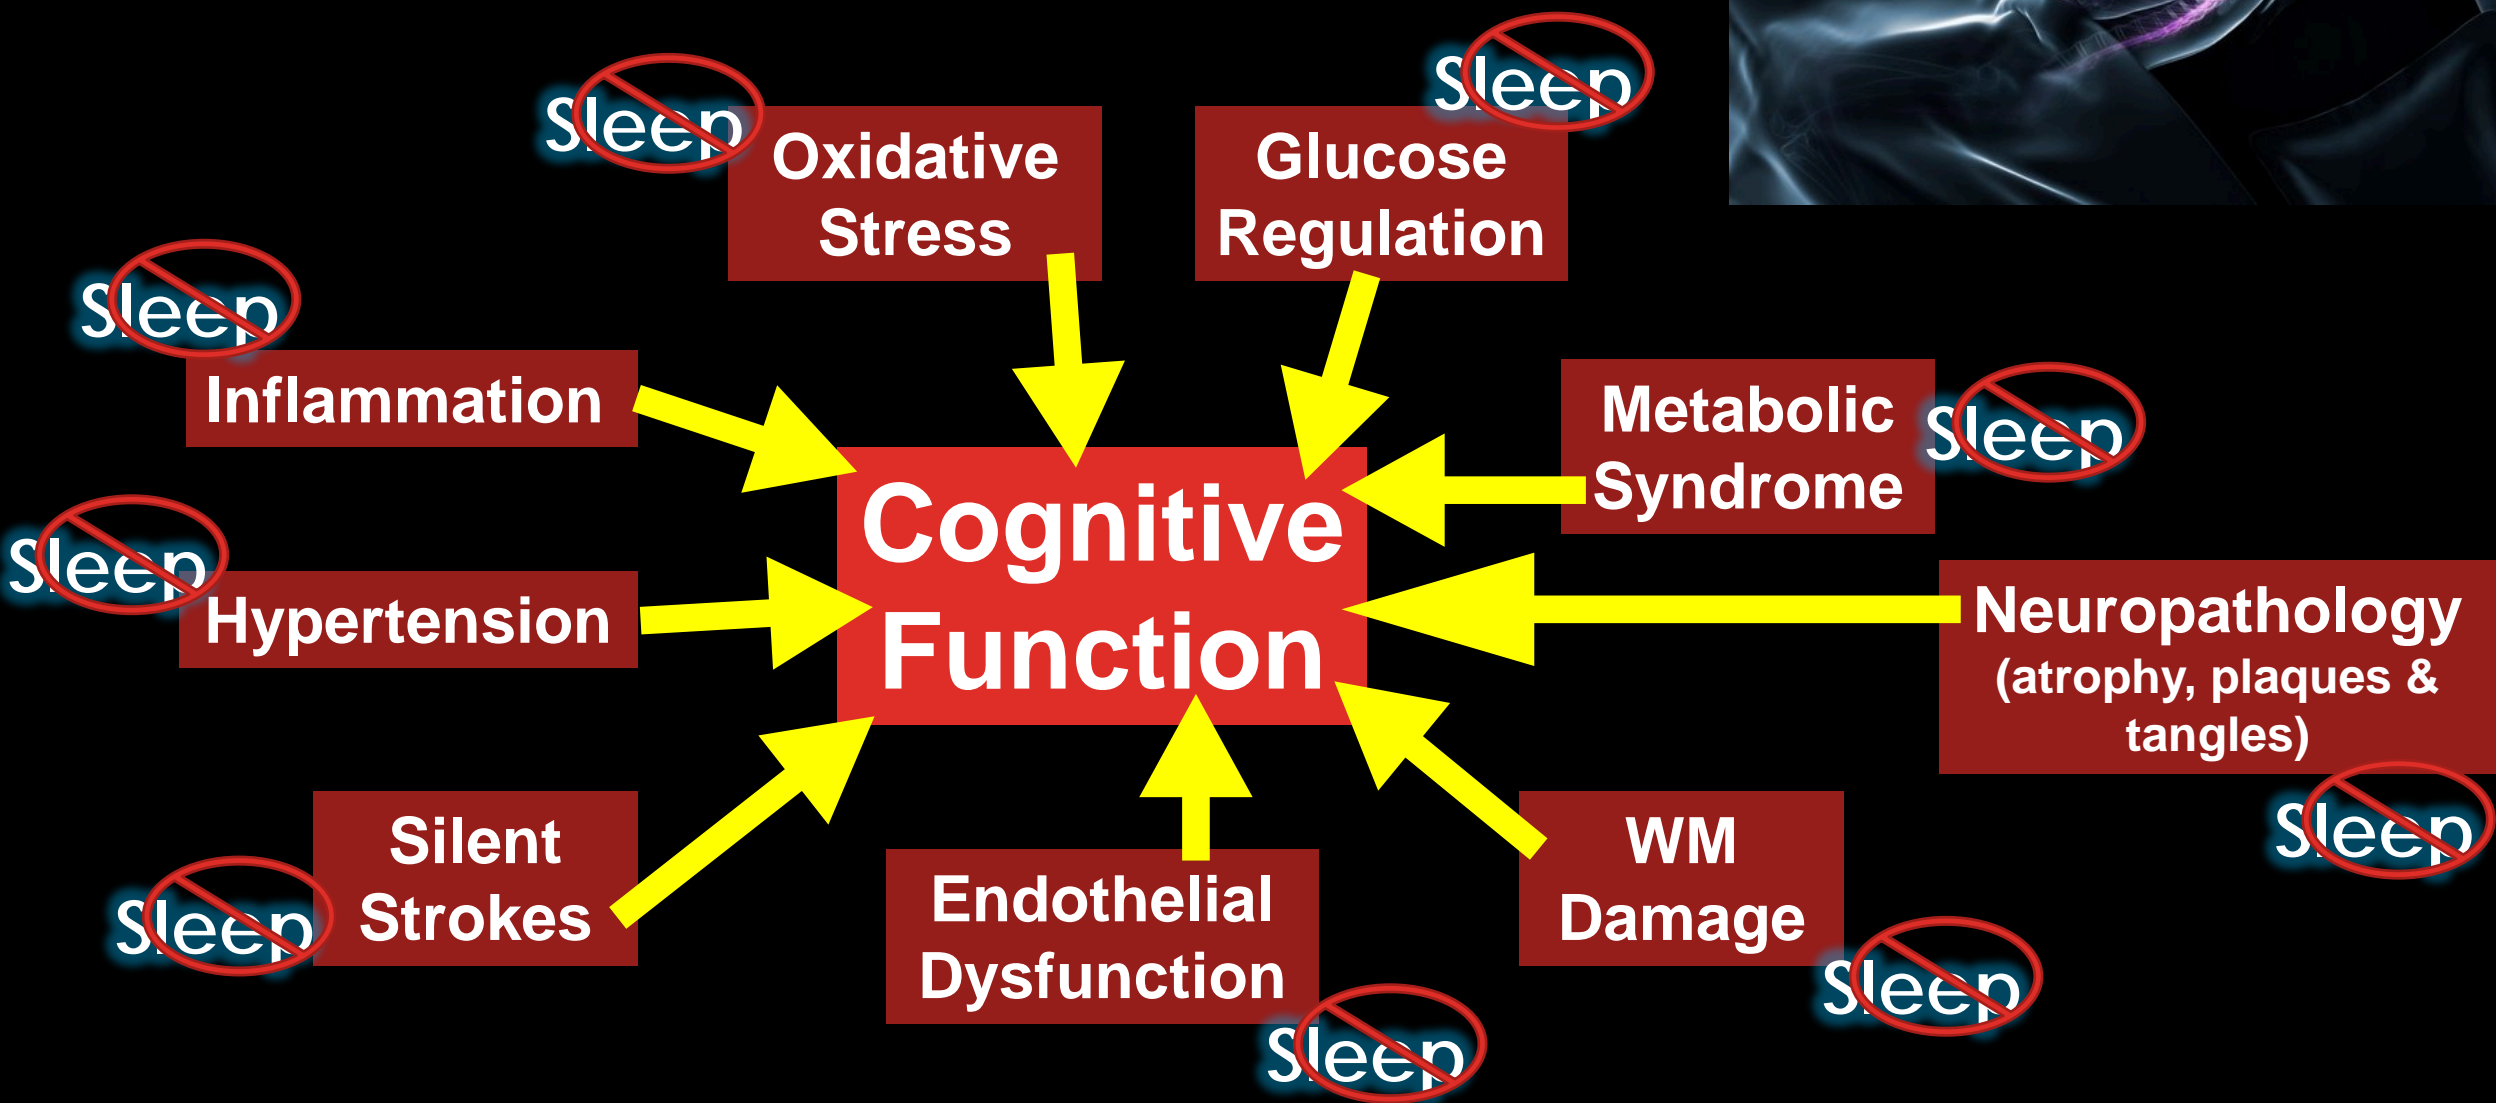 Sleep
Oxidative
Stress
Sleep
Glucose
Regulation
Sleep
Inflammation
Metabolic
Syndrome
Sleep
Cognitive
Function
Sleep
Hypertension
Neuropathology
(atrophy, plaques &
tangles)
Sleep
Silent
Strokes
Sleep
Endothelial
Dysfunction
Sleep
WM
Damage
Sleep